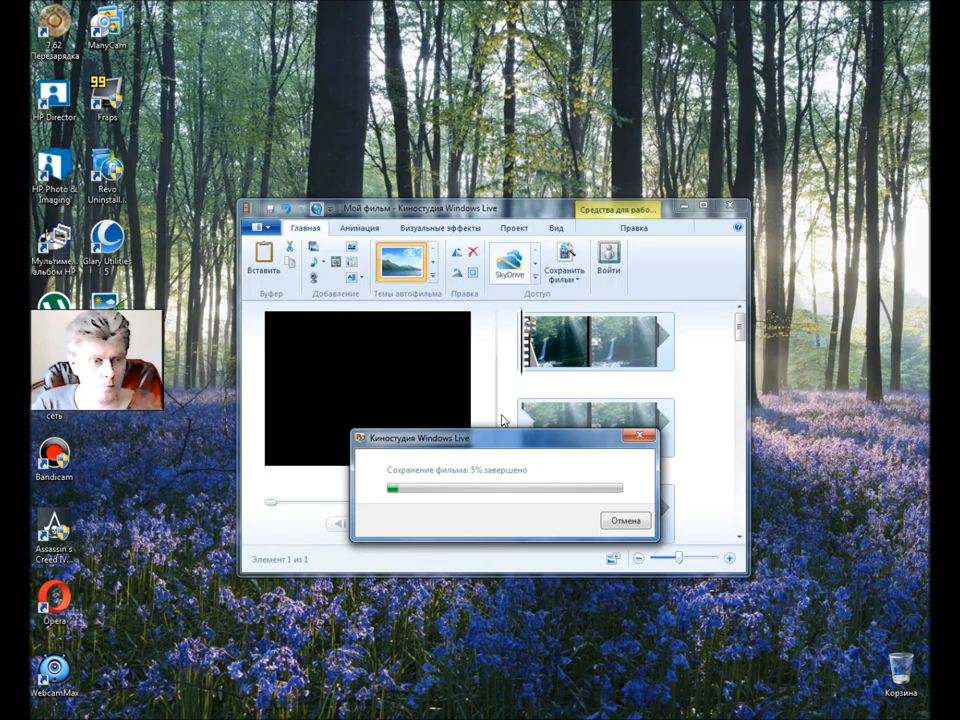 7.62
Перезарядка
ManyCam
99
HP Director
Fraps
HP Photo &
Imaging
Revo
Uninstall...
Мультиме...
альбом HP
Glary Utilities
5
сеть
Bandicam
Assassin's
Creed IV...
Opera
WebcamMax
Мой фильм - Киностудия Windows Live
Средства для рабо...
Главная
Анимация
Визуальные эффекты
Проект
Вид
Правка
Вставить
SkyDrive
Сохранить
фильм
Войти
Буфер
Добавление
Темы автофильма
Правка
Доступ
Киностудия Windows Live
Сохранение фильма: 5% завершено
Отмена
Элемент 1 из 1
Корзина